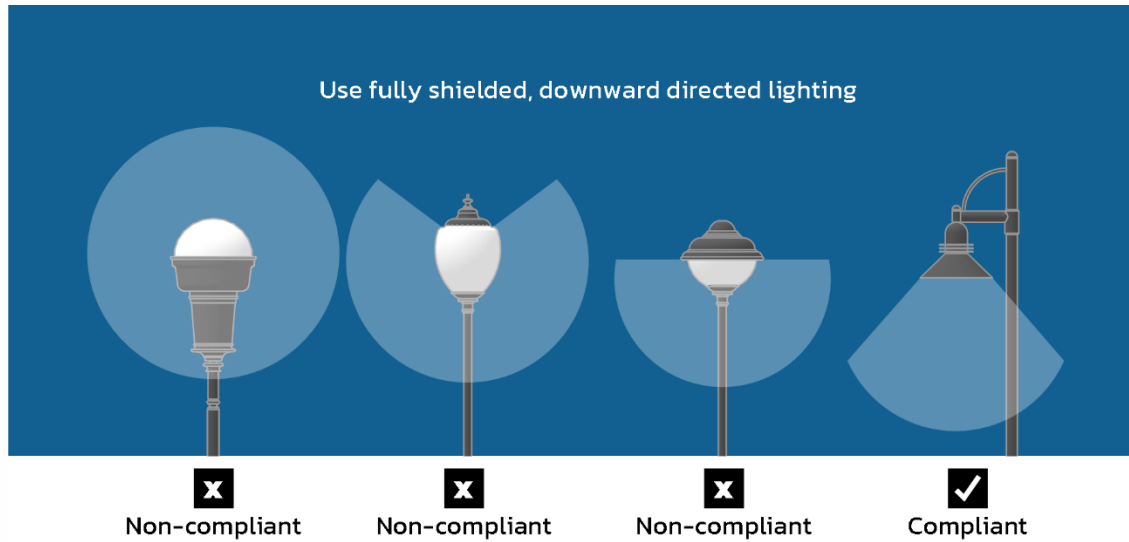 Use fully shielded, downward directed lighting
x
x
x
Non-compliant
Non-compliant
Non-compliant
Compliant